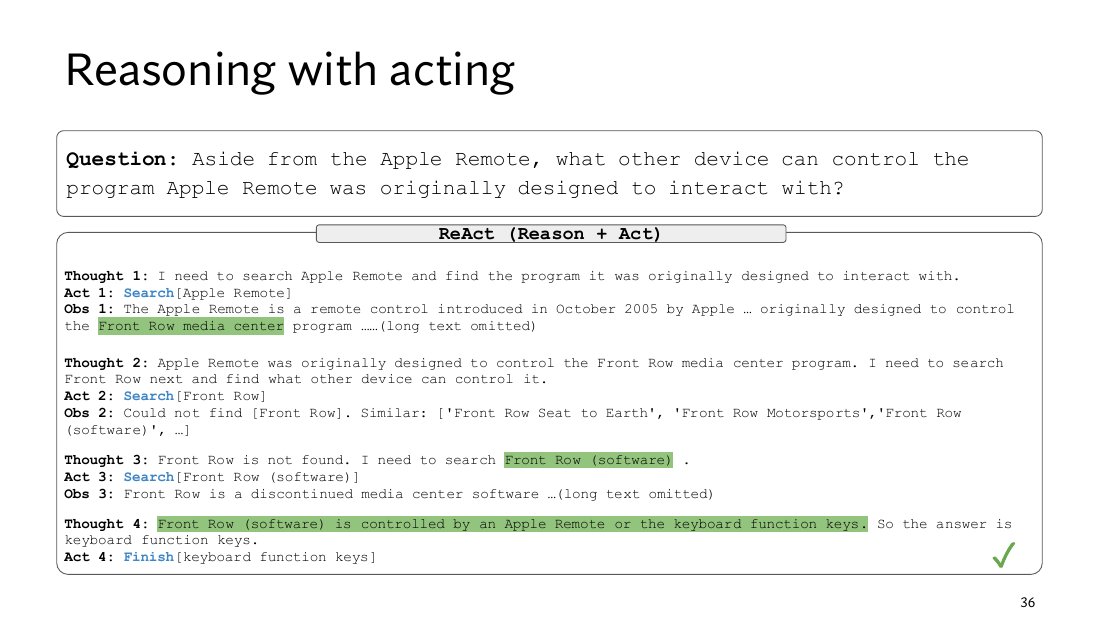 Reasoning with acting
Question: Aside from the Apple Remote, what other device can control the
program Apple Remote was originally designed to interact with?
ReAct (Reason + Act)
Thought 1: I need to search Apple Remote and find the program it was originally designed to interact with.
Act 1: Search[Apple Remote]
Obs 1: The Apple Remote is a remote control introduced in October 2005 by Apple … originally designed to control
the Front Row media center program ……(long text omitted)
Thought 2: Apple Remote was originally designed to control the Front Row media center program. I need to search
Front Row next and find what other device can control it.
Act 2: Search[Front Row]
Obs 2: Could not find [Front Row]. Similar: ['Front Row Seat to Earth', 'Front Row Motorsports','Front Row
(software)', …]
Thought 3: Front Row is not found. I need to search Front Row (software) .
Act 3: Search[Front Row (software)]
Obs 3: Front Row is a discontinued media center software …(long text omitted)
Thought 4: Front Row (software) is controlled by an Apple Remote or the keyboard function keys. So the answer is
keyboard function keys.
Act 4: Finish[keyboard function keys]
36